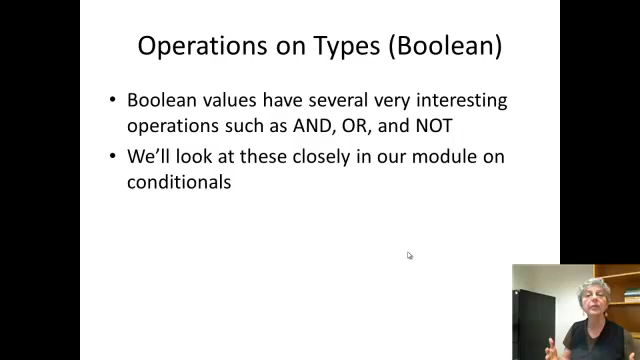 Operations on Types (Boolean)
• Boolean values have several very interesting
operations such as AND, OR, and NOT
• We'll look at these closely in our module on
conditionals